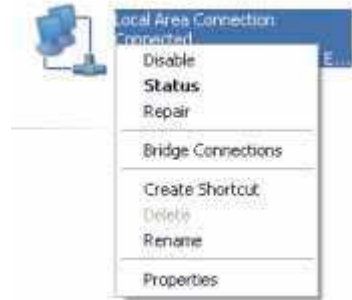 Local Area Connection
Connected
E...
Disable
Status
Repair
Bridge Connections
Create Shortcut
Delete
Rename
Properties